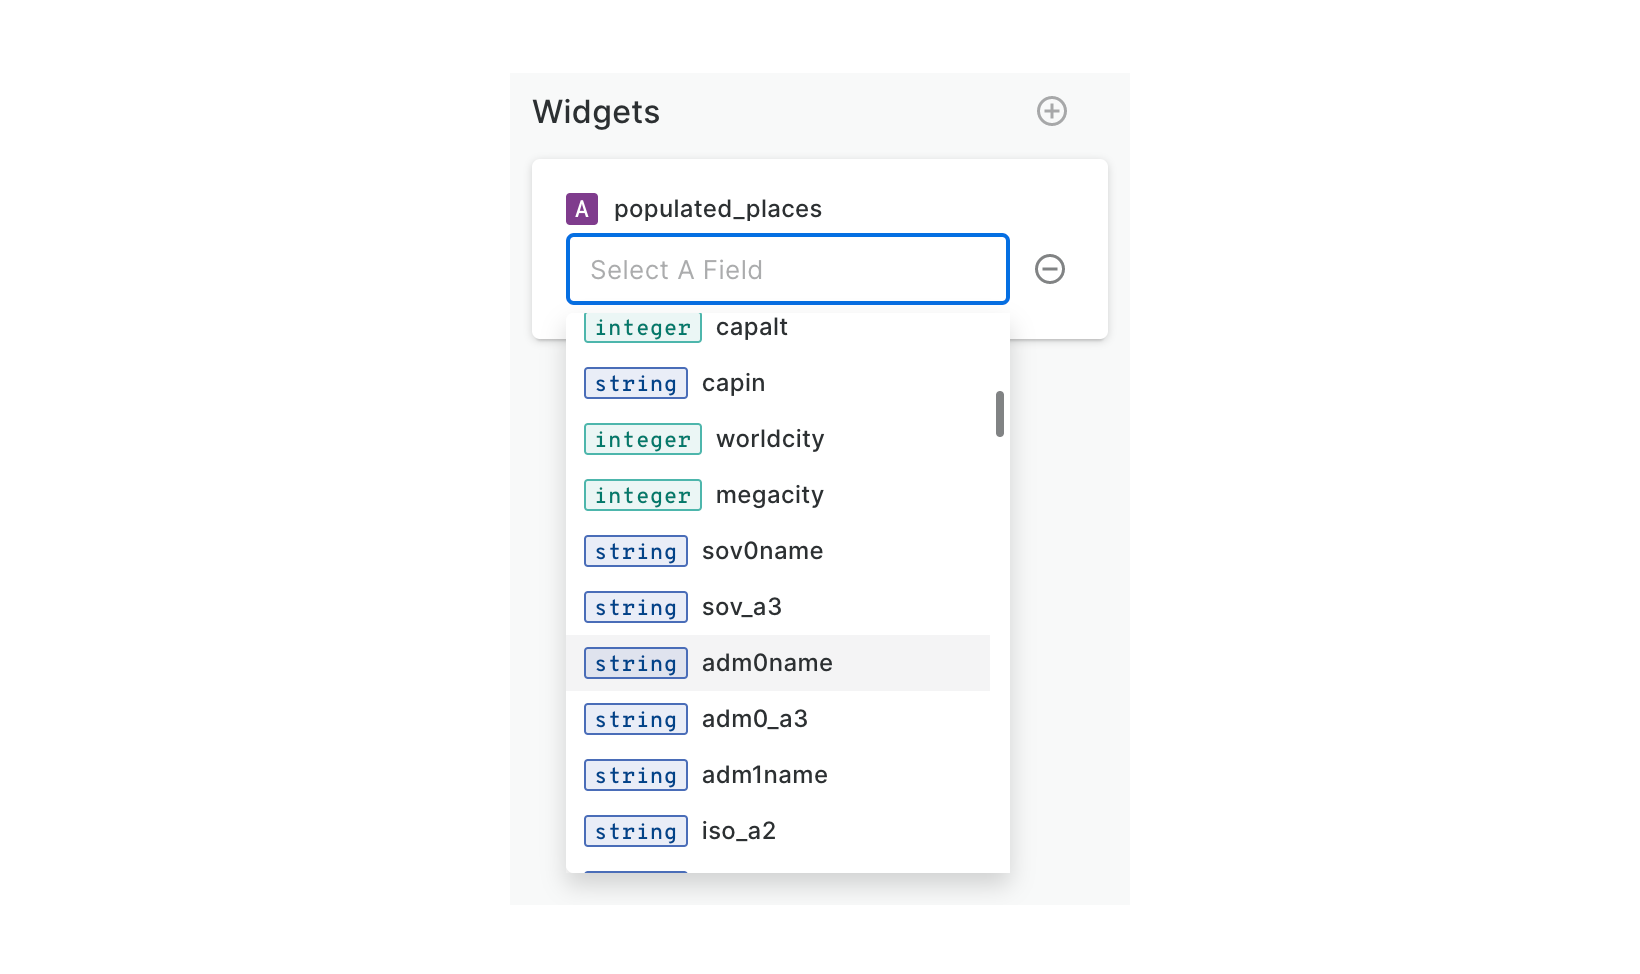 Widgets
A populated_places
Select A Field
integer capalt
string capin
integer worldcity
integer megacity
string sov0name
string sov_a3
string adm0name
string adm0_a3
string adm1name
string iso_a2